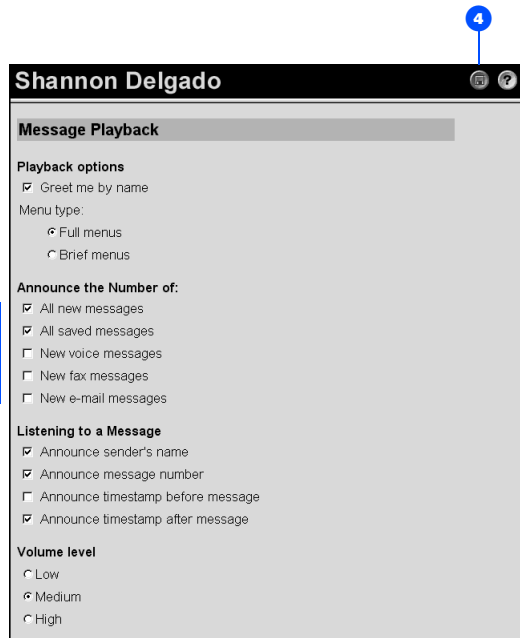 4
Shannon Delgado
?
Message Playback
Playback options
Greet me by name
Menu type:
Full menus
Brief menus
Announce the Number of:
All new messages
All saved messages
New voice messages
New fax messages
New e-mail messages
Listening to a Message
Announce sender's name
Announce message number
Announce timestamp before message
Announce timestamp after message
Volume level
Low
Medium
High